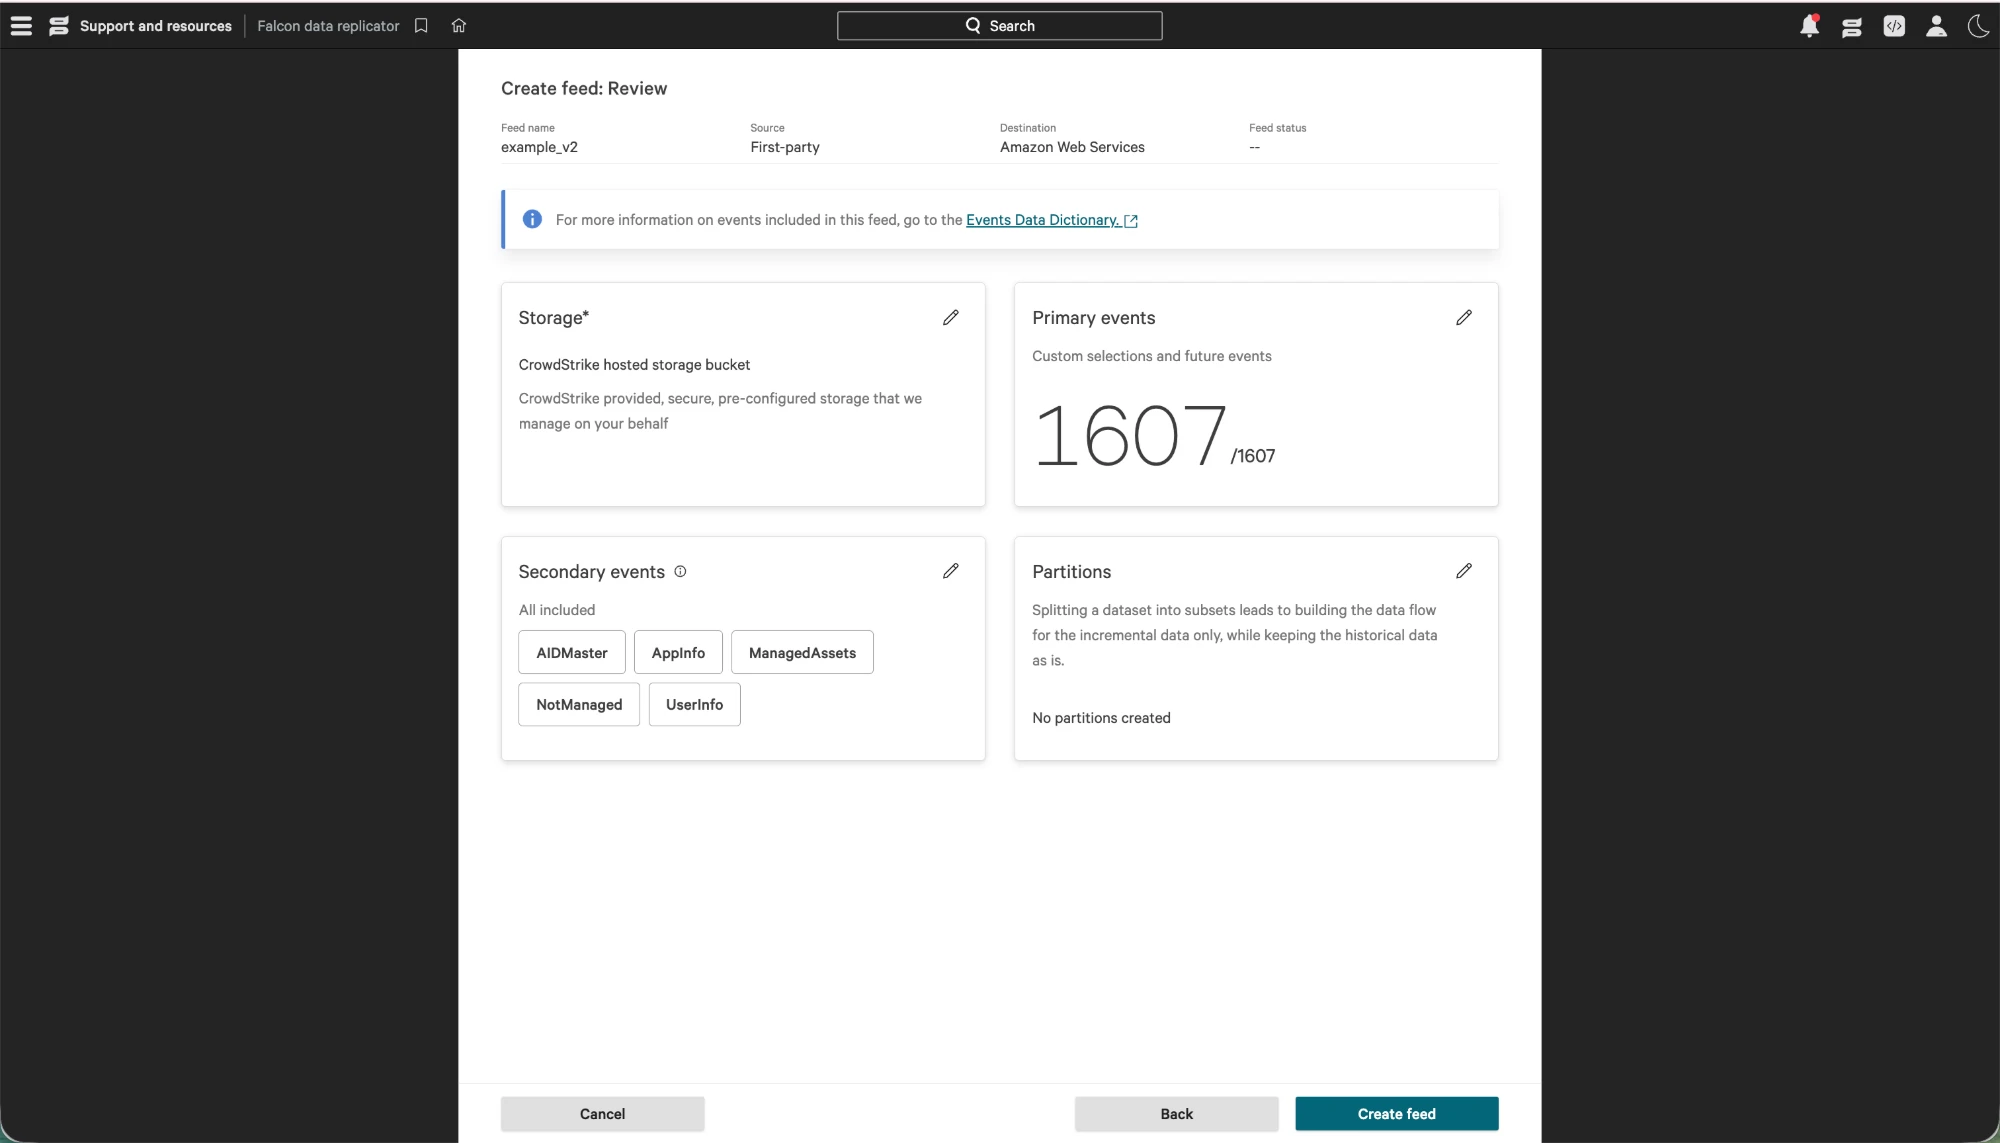 Support and resources
Falcon data replicator
Search
Create feed: Review
Feed name
example_v2
Source
First-party
Destination
Amazon Web Services
Feed status
--
For more information on events included in this feed, go to the Events Data Dictionary.
Storage*
CrowdStrike hosted storage bucket
CrowdStrike provided, secure, pre-configured storage that we
manage on your behalf
Primary events
Custom selections and future events
1607/1607
Secondary events
All included
AIDMaster
AppInfo
ManagedAssets
NotManaged
UserInfo
Partitions
Splitting a dataset into subsets leads to building the data flow
for the incremental data only, while keeping the historical data
as is.
No partitions created
Cancel
Back
Create feed